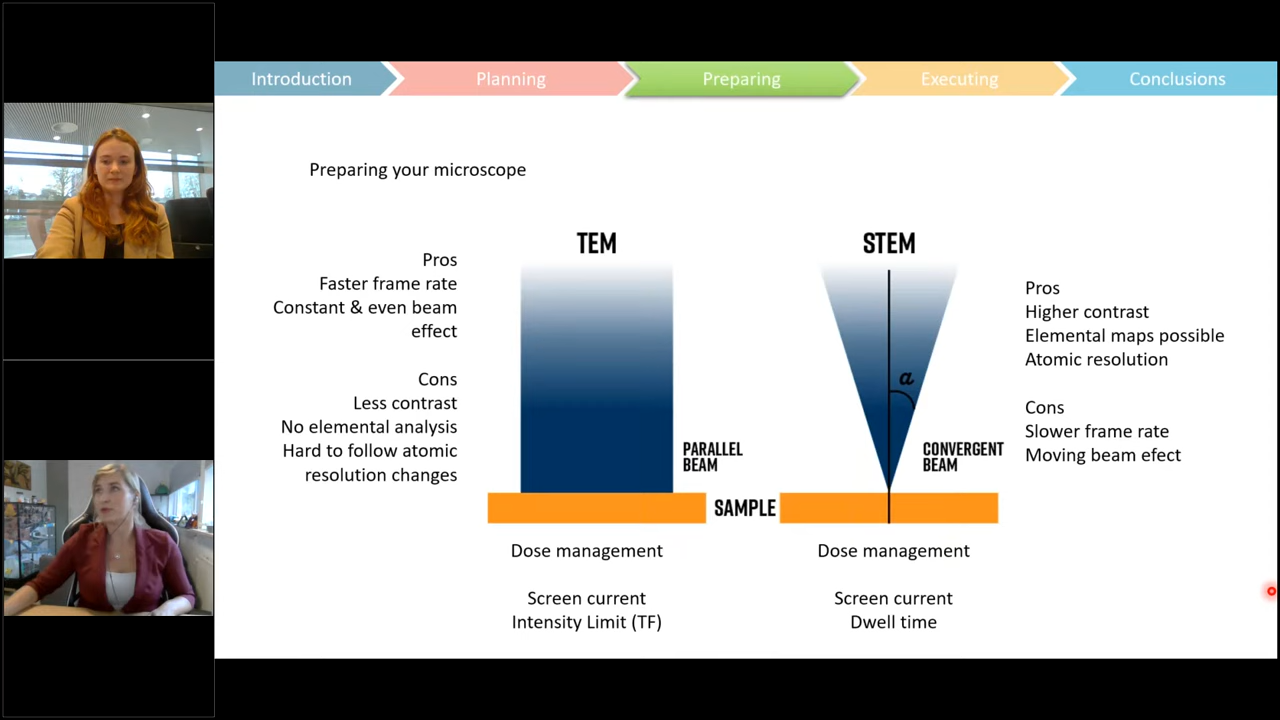 Introduction
Planning
Preparing
Executing
Conclusions
Preparing your microscope
TEM
STEM
Pros
Faster frame rate
Constant & even beam
effect
Cons
Less contrast
No elemental analysis
Hard to follow atomic
resolution changes
PARALLEL
BEAM
a
CONVERGENT
BEAM
Pros
Higher contrast
Elemental maps possible
Atomic resolution
Cons
Slower frame rate
Moving beam efect
SAMPLE
Dose management
Screen current
Intensity Limit (TF)
Dose management
Screen current
Dwell time